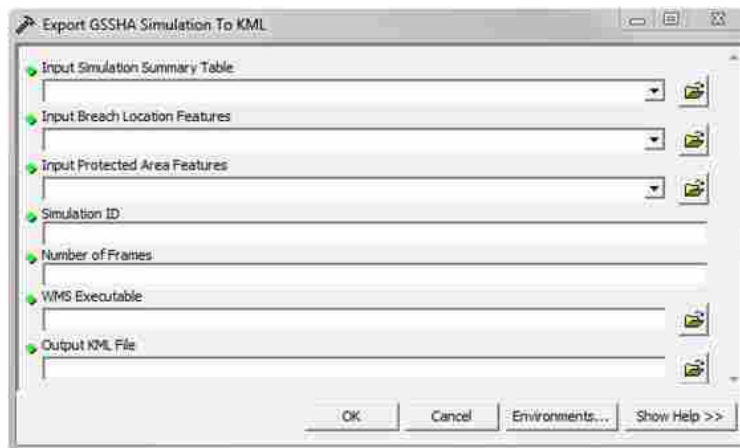 Export GSSHA Simulation To KML
Input Simulation Summary Table
Input Breach Location Features
Input Protected Area Features
Simulation ID
Number of Frames
WMS Executable
Output KML File
OK Cancel Environments... Show Help >>